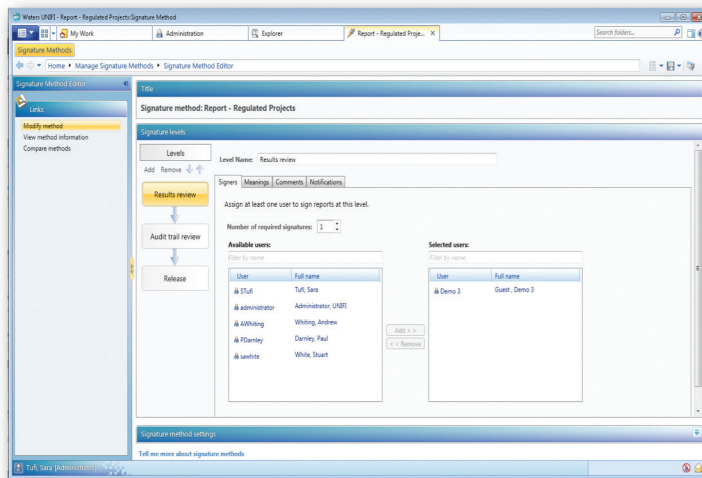 Waters UNIFI - Report - Regulated Projects:Signature Method
My Work
Administration
Explorer
Report - Regulated Proje...
Search folders...
Signature Methods
Home • Manage Signature Methods • Signature Method Editor
Signature Method Editor
Links
Modify method
View method information
Compare methods
Title
Signature method: Report - Regulated Projects
Signature levels
Levels
Add Remove
Results review
Audit trail review
Release
Level Name: Results review
Signers Meanings Comments Notifications
Assign at least one user to sign reports at this level.
Number of required signatures: 1
Available users:
Filter by name
User Full name
STufi Tufi, Sara
administrator Administrator, UNIFI
AWhiting Whiting, Andrew
PDarnley Darnley, Paul
sawhite White, Stuart
Add > >
< < Remove
Selected users:
Filter by name
User Full name
Demo 3 Guest , Demo 3
Signature method settings
Tell me more about signature methods
Tufi, Sara [Administrator]